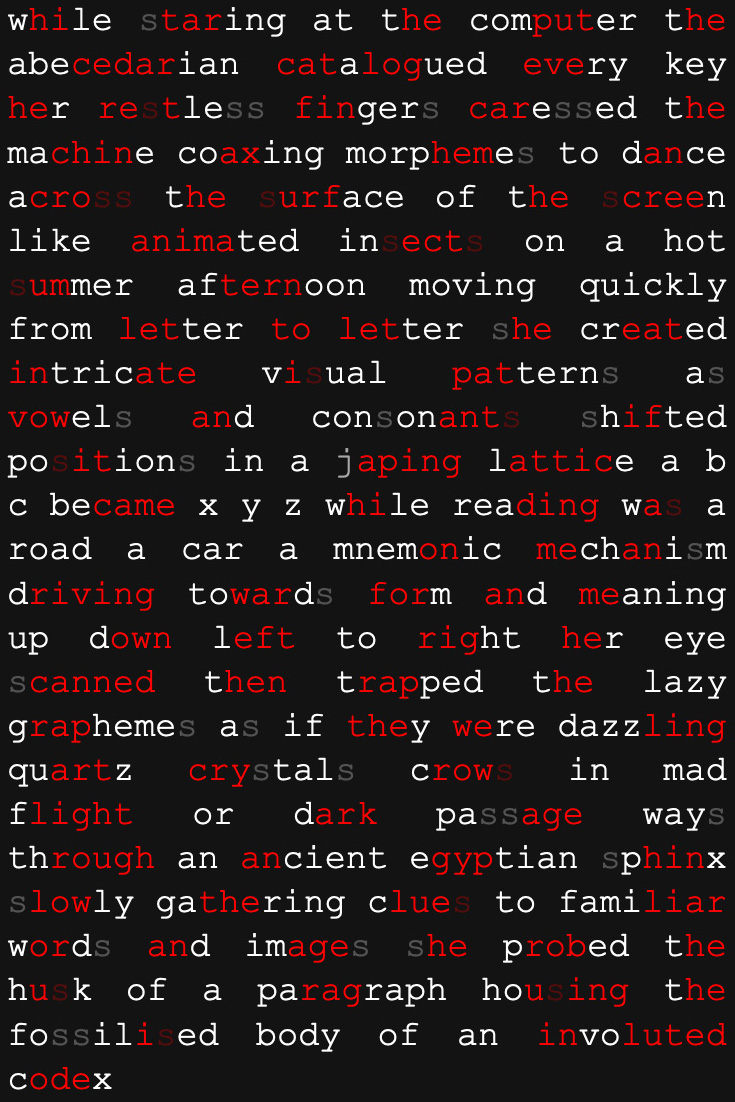 while staring at the computer the
abecedarian catalogued every key
her restless fingers caressed the
machine coaxing morphemes to dance
across the surface of the screen
like animated insects on a hot
summer afternoon moving quickly
from letter to letter she created
intricate visual patterns as
vowels and consonants shifted
positions in a japing lattice a b
c became x y z while reading was a
road a car a mnemonic mechanism
driving towards form and meaning
up down left to right her eye
scanned then trapped the lazy
graphemes as if they were dazzling
quartz crystals crows in mad
flight or dark passage ways
through an ancient egyptian sphinx
slowly gathering clues to familiar
words and images she probed the
husk of a paragraph housing the
fossilised body of an involuted
codex